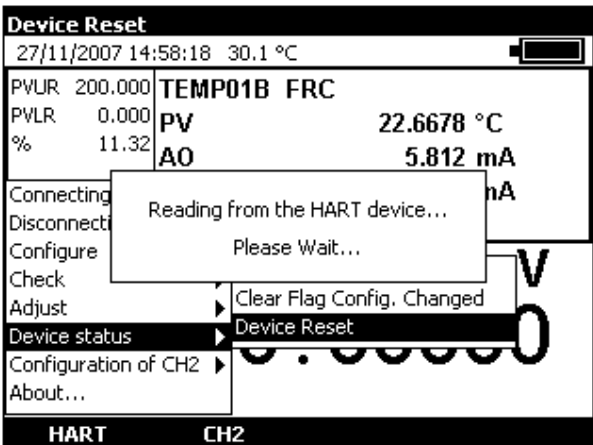 Device Reset
27/11/2007 14:58:18 30.1 °C
PVUR 200.000
PVLR 0.000
% 11.32
TEMP01B FRC
PV 22.6678 °C
AO 5.812 mA
mA
Reading from the HART device...
Please Wait...
Connecting
Disconnecti
Configure
Check
Adjust
Device status
Configuration of CH2
About...
Clear Flag Config. Changed
Device Reset
V
HART CH2